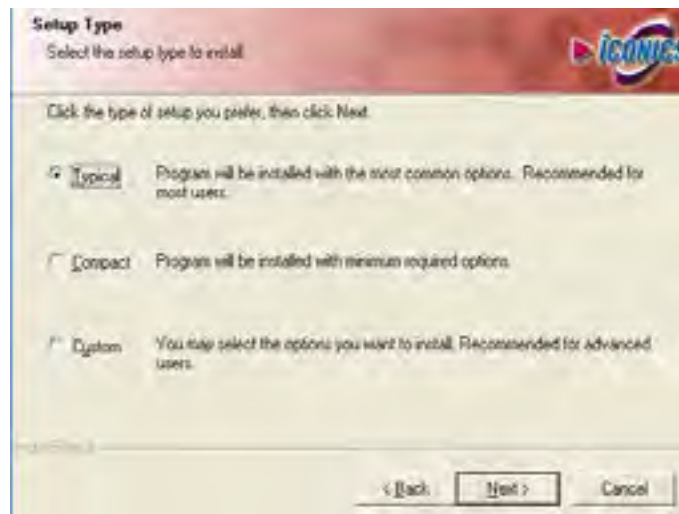 Setup Type
Select the setup type to install.
ICONICS
Click the type of setup you prefer, then click Next.
Typical Program will be installed with the most common options. Recommended for
most users.
Compact Program will be installed with minimum required options.
Custom You may select the options you want to install. Recommended for advanced
users.
< Back Next > Cancel